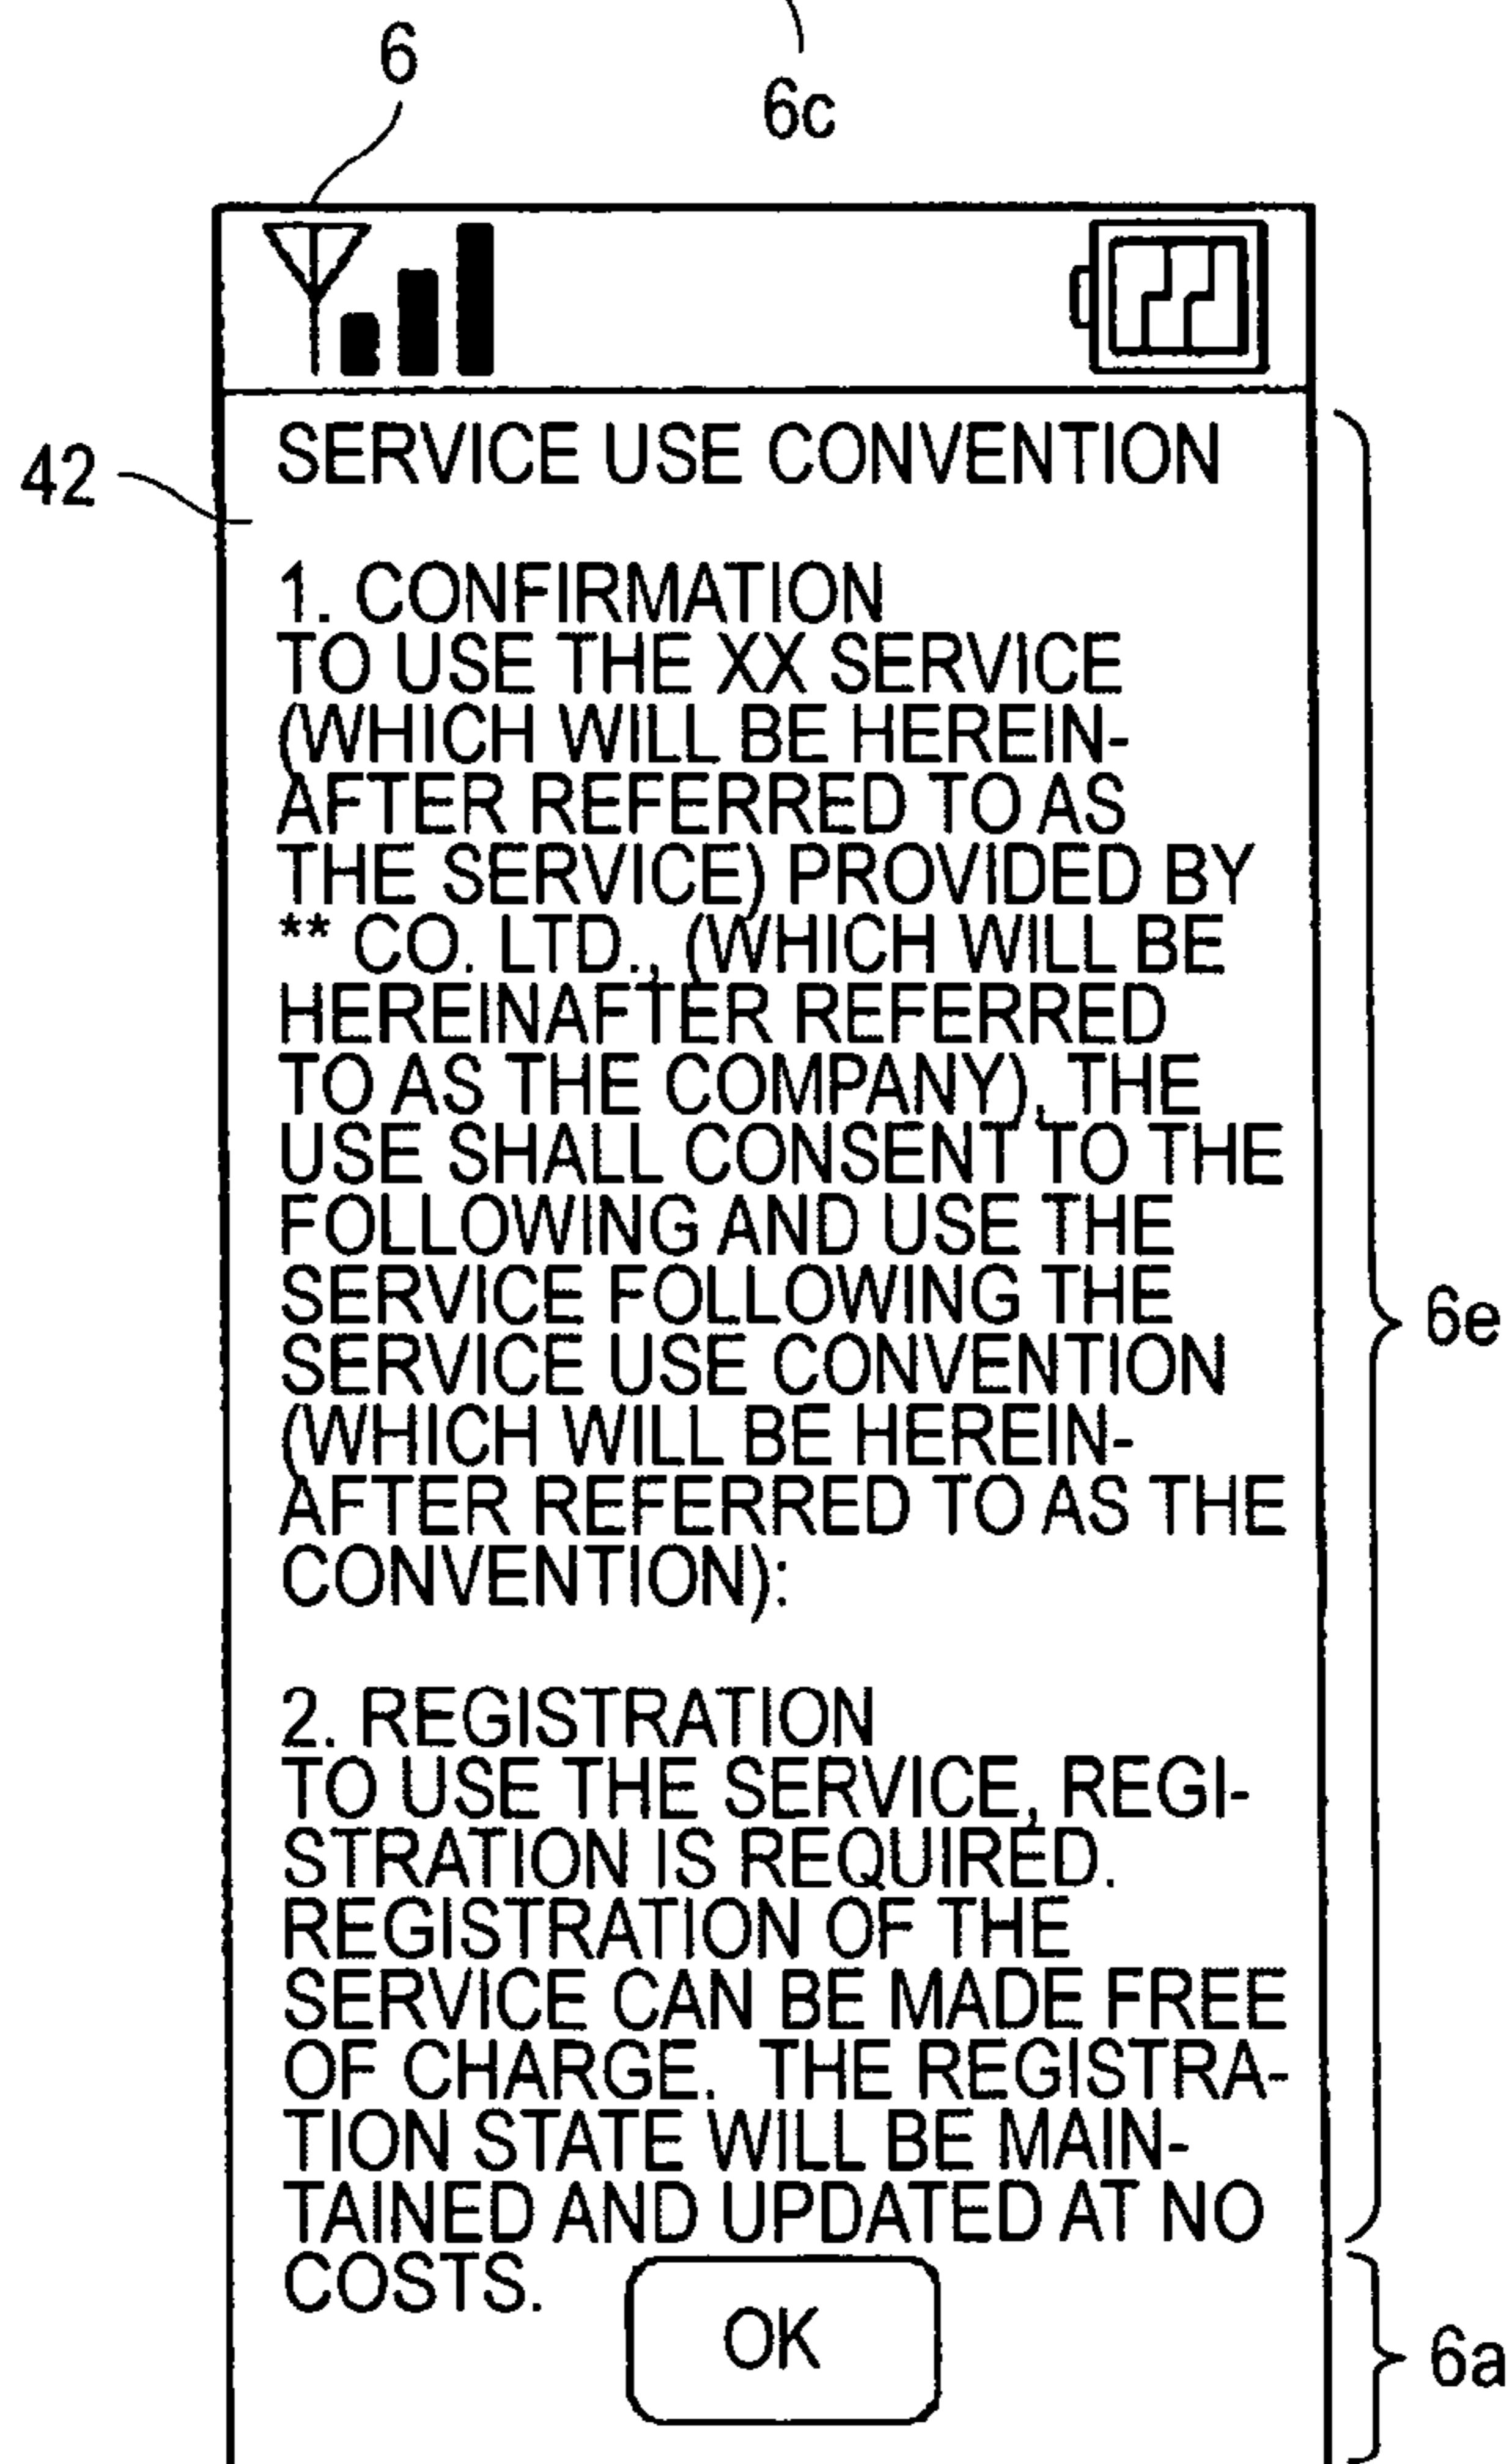 6
6c
42
SERVICE USE CONVENTION
1. CONFIRMATION
TO USE THE XX SERVICE
(WHICH WILL BE HEREIN-
AFTER REFERRED TO AS
THE SERVICE) PROVIDED BY
** CO. LTD., (WHICH WILL BE
HEREINAFTER REFERRED
TO AS THE COMPANY), THE
USE SHALL CONSENT TO THE
FOLLOWING AND USE THE
SERVICE FOLLOWING THE
SERVICE USE CONVENTION
(WHICH WILL BE HEREIN-
AFTER REFERRED TO AS THE
CONVENTION):
6e
2. REGISTRATION
TO USE THE SERVICE, REGI-
STRATION IS REQUIRED.
REGISTRATION OF THE
SERVICE CAN BE MADE FREE
OF CHARGE. THE REGISTRA-
TION STATE WILL BE MAIN-
TAINED AND UPDATED AT NO
COSTS.
OK
6a